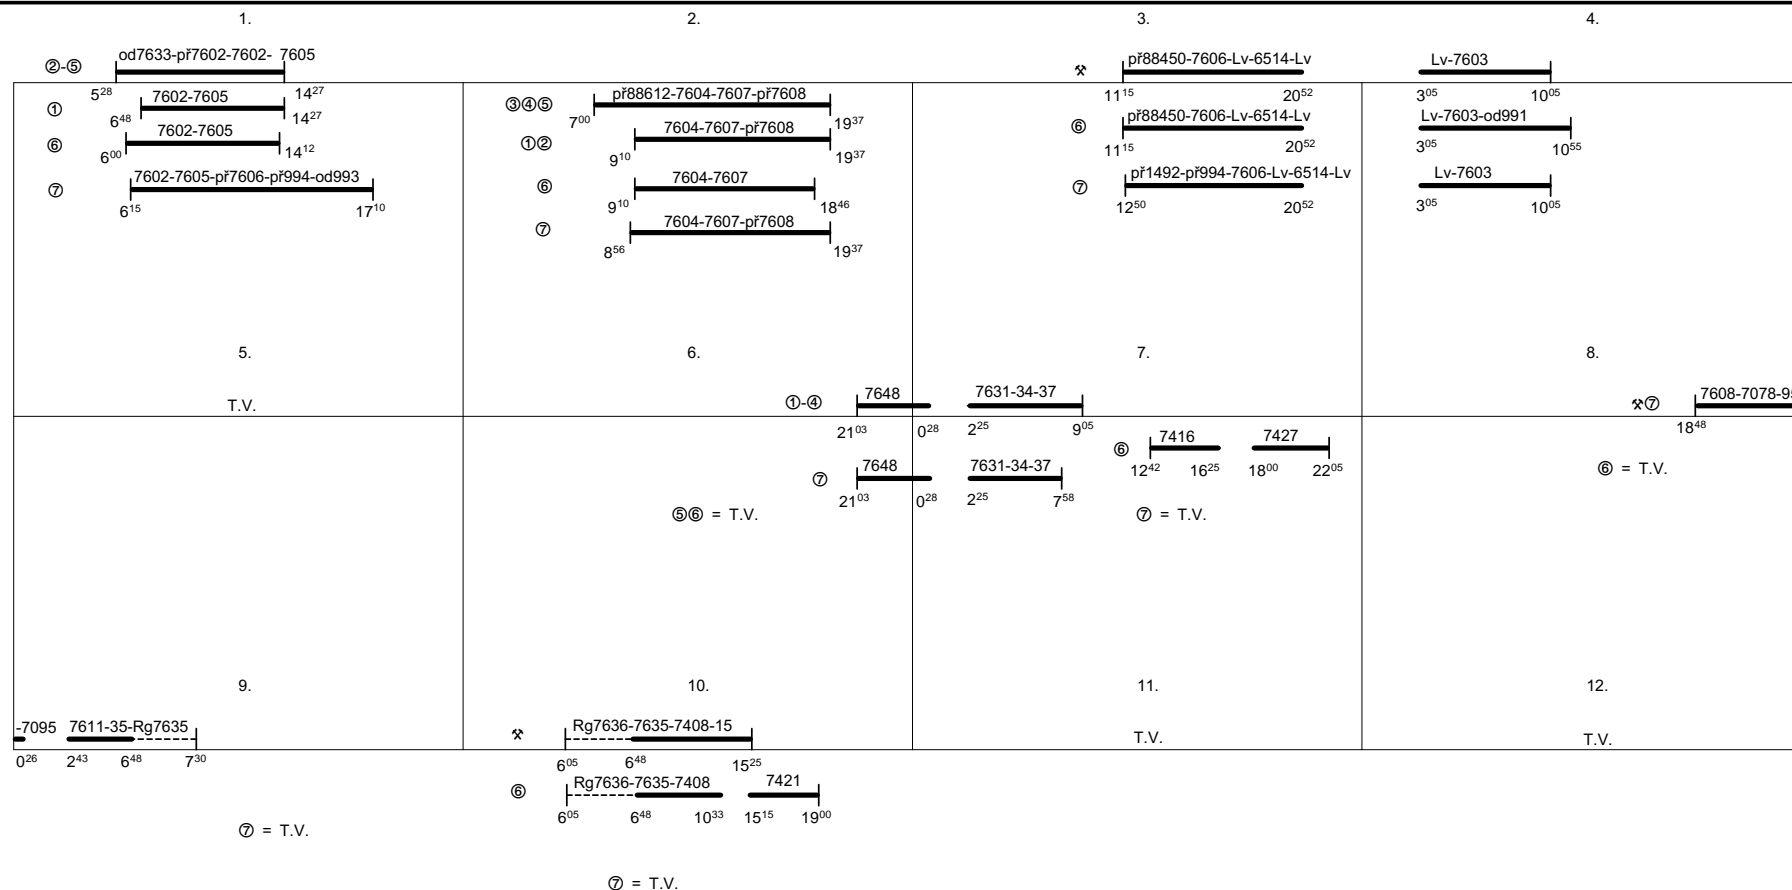 1. 2. 3. 4.
②-⑤ od7633-př7602-7602- 7605
5²⁸ 14²⁷
① 7602-7605
6⁴⁸ 14²⁷
⑥ 7602-7605
6⁰⁰ 14¹²
⑦ 7602-7605-př7606-př994-od993
6¹⁵ 17¹⁰
③④⑤ př88612-7604-7607-př7608
7⁰⁰ 19³⁷
①② 7604-7607-př7608
9¹⁰ 19³⁷
⑥ 7604-7607
9¹⁰ 18⁴⁶
⑦ 7604-7607-př7608
8⁵⁶ 19³⁷
⚒ př88450-7606-Lv-6514-Lv
11¹⁵ 20⁵²
⑥ př88450-7606-Lv-6514-Lv
11¹⁵ 20⁵²
⑦ př1492-př994-7606-Lv-6514-Lv
12⁵⁰ 20⁵²
Lv-7603
3⁰⁵ 10⁰⁵
Lv-7603-od991
3⁰⁵ 10⁵⁵
Lv-7603
3⁰⁵ 10⁰⁵
5. 6. 7. 8.
T.V.
①-④ 7648 7631-34-37
21⁰³ 0²⁸ 2²⁵ 9⁰⁵
⑦ 7648 7631-34-37
21⁰³ 0²⁸ 2²⁵ 7⁵⁸
⑤⑥ = T.V.
⑥ 7416 7427
12⁴² 16²⁵ 18⁰⁰ 22⁰⁵
⑦ = T.V.
⚒⑦ 7608-7078-
18⁴⁸
⑥ = T.V.
9. 10. 11. 12.
-7095 7611-35-Rg7635
0²⁶ 2⁴³ 6⁴⁸ 7³⁰
⑦ = T.V.
⚒ Rg7636-7635-7408-15
6⁰⁵ 6⁴⁸ 15²⁵
⑥ Rg7636-7635-7408 7421
6⁰⁵ 6⁴⁸ 10³³ 15¹⁵ 19⁰⁰
⑦ = T.V.
T.V.
T.V.